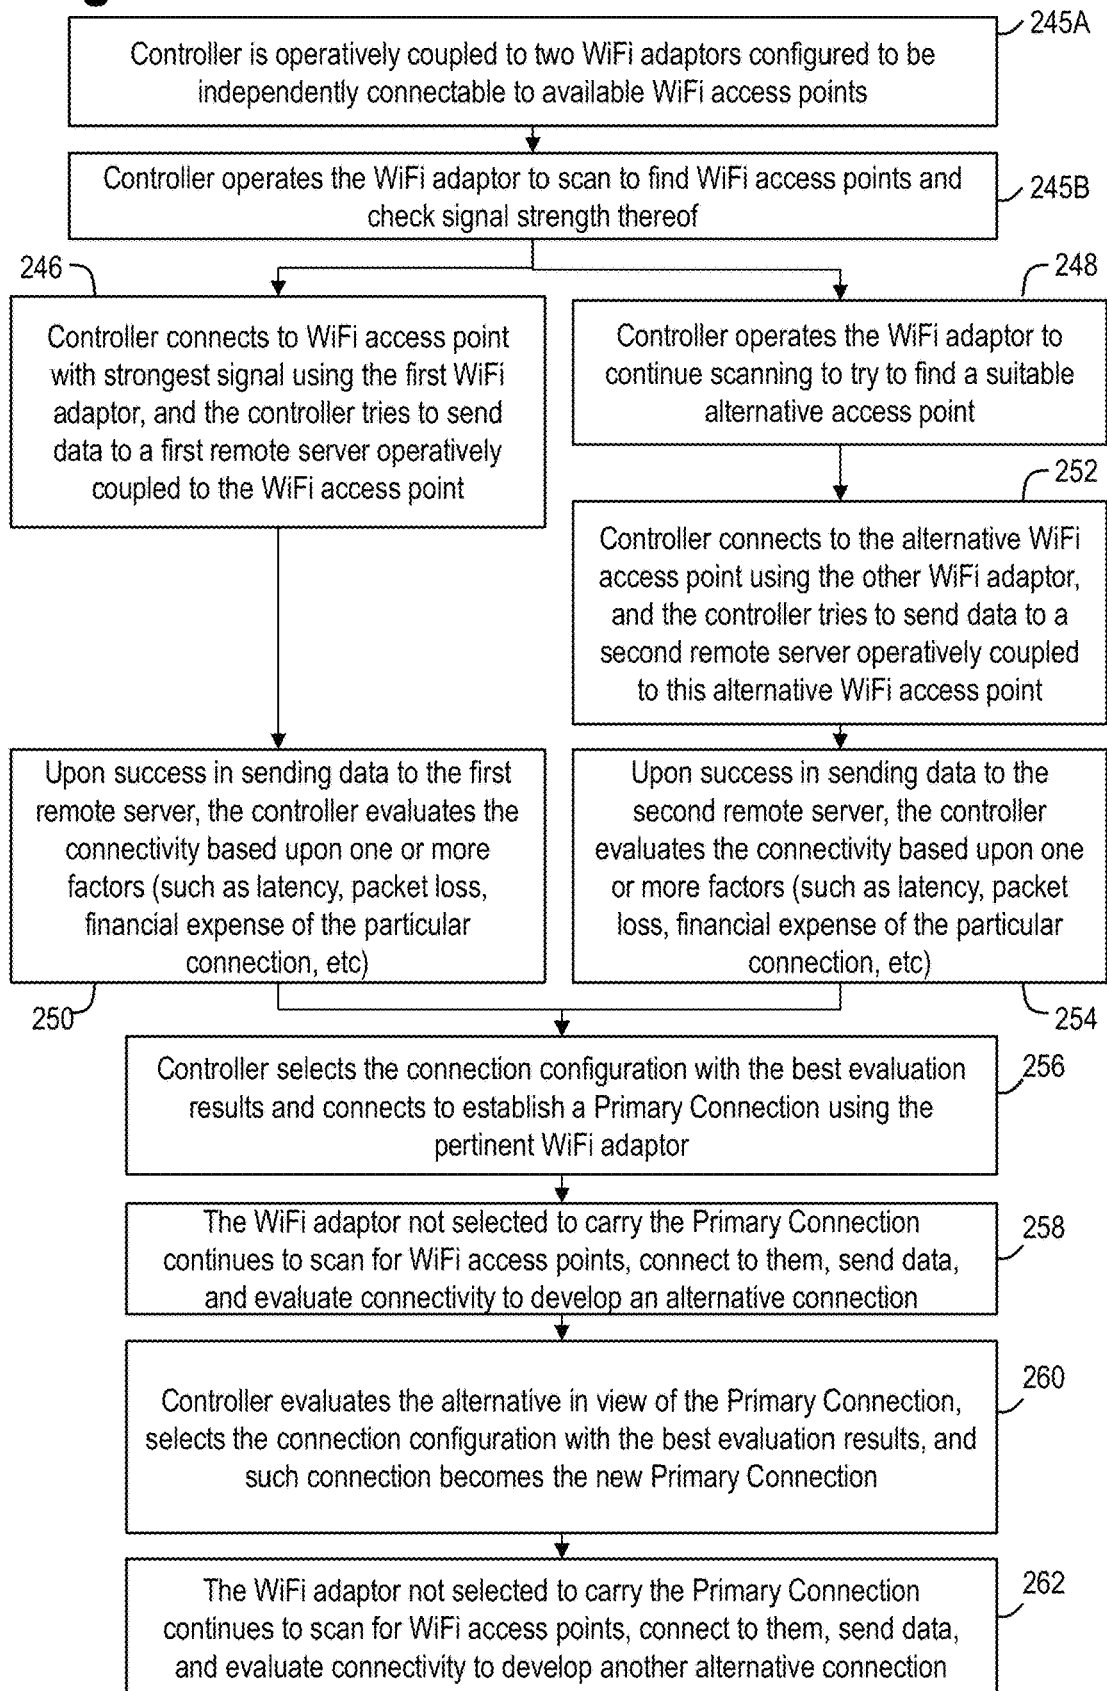 245A
Controller is operatively coupled to two WiFi adaptors configured to be
independently connectable to available WiFi access points
Controller operates the WiFi adaptor to scan to find WiFi access points and
check signal strength thereof
245B
246
Controller connects to WiFi access point
with strongest signal using the first WiFi
adaptor, and the controller tries to send
data to a first remote server operatively
coupled to the WiFi access point
248
Controller operates the WiFi adaptor to
continue scanning to try to find a suitable
alternative access point
252
Controller connects to the alternative WiFi
access point using the other WiFi adaptor,
and the controller tries to send data to a
second remote server operatively coupled
to this alternative WiFi access point
Upon success in sending data to the first
remote server, the controller evaluates the
connectivity based upon one or more
factors (such as latency, packet loss,
financial expense of the particular
connection, etc)
250
Upon success in sending data to the
second remote server, the controller
evaluates the connectivity based upon one
or more factors (such as latency, packet
loss, financial expense of the particular
connection, etc)
254
Controller selects the connection configuration with the best evaluation
results and connects to establish a Primary Connection using the
pertinent WiFi adaptor
256
The WiFi adaptor not selected to carry the Primary Connection
continues to scan for WiFi access points, connect to them, send data,
and evaluate connectivity to develop an alternative connection
258
Controller evaluates the alternative in view of the Primary Connection,
selects the connection configuration with the best evaluation results, and
such connection becomes the new Primary Connection
260
The WiFi adaptor not selected to carry the Primary Connection
continues to scan for WiFi access points, connect to them, send data,
and evaluate connectivity to develop another alternative connection
262